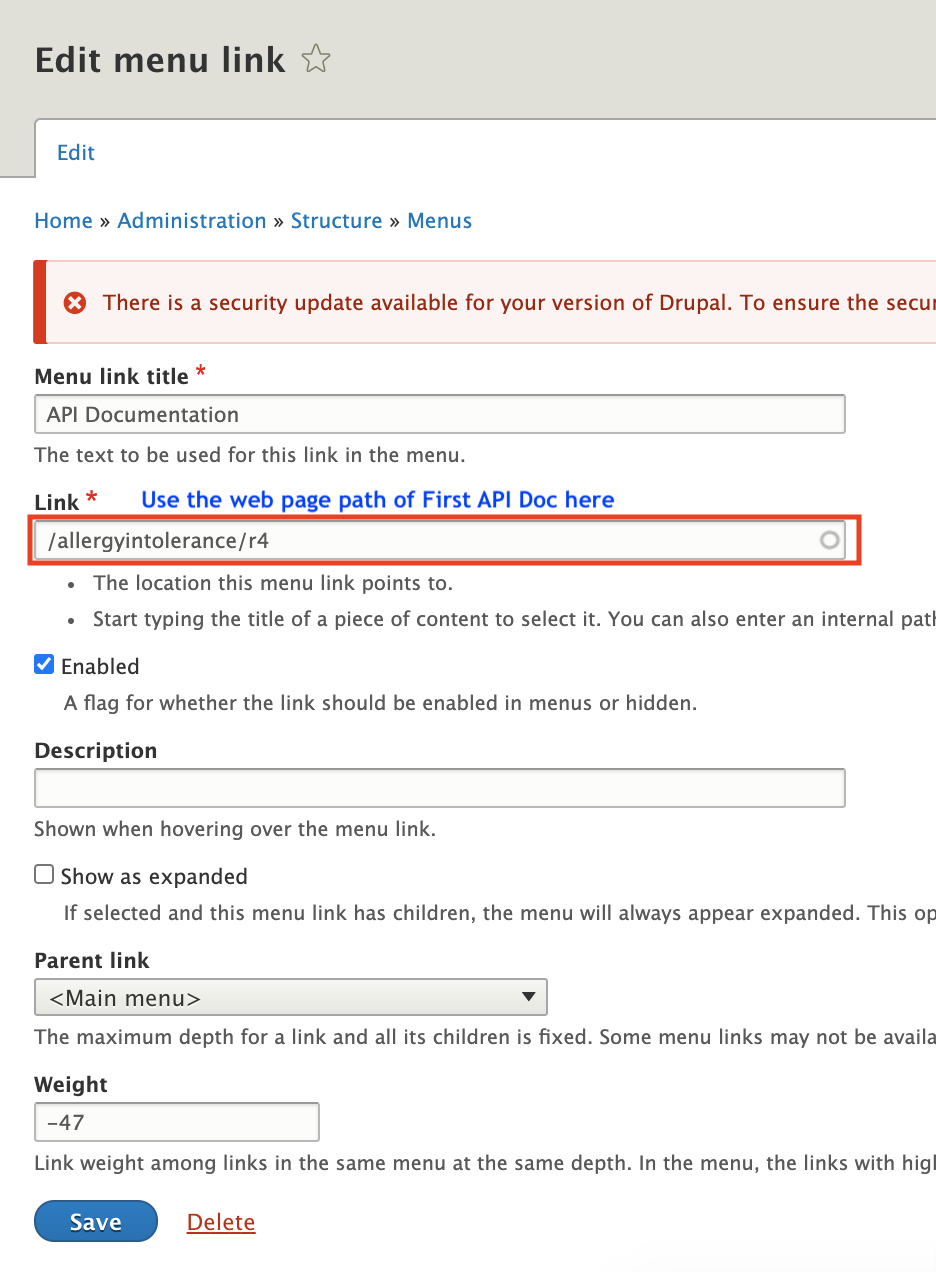 Edit menu link
Edit
Home » Administration » Structure » Menus
There is a security update available for your version of Drupal. To ensure the secur
Menu link title *
API Documentation
The text to be used for this link in the menu.
Link * Use the web page path of First API Doc here
/allergyintolerance/r4
• The location this menu link points to.
• Start typing the title of a piece of content to select it. You can also enter an internal path
Enabled
A flag for whether the link should be enabled in menus or hidden.
Description
Shown when hovering over the menu link.
Show as expanded
If selected and this menu link has children, the menu will always appear expanded. This op
Parent link
<Main menu>
The maximum depth for a link and all its children is fixed. Some menu links may not be availa
Weight
-47
Link weight among links in the same menu at the same depth. In the menu, the links with high
Save Delete